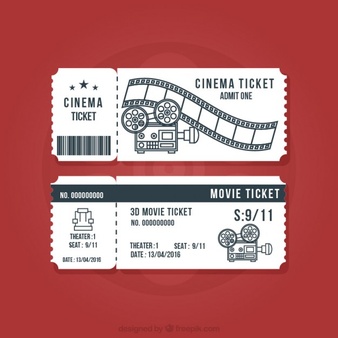 CINEMA
TICKET
CINEMA TICKET
ADMIT ONE
NO. 000000000
MOVIE TICKET
THEATER:1
SEAT : 9/11
DATE: 13/04/2016
3D MOVIE TICKET
NO. 000000000
THEATER:1 SEAT: 9/11
DATE: 13/04/2016
S:9/11
designed by freepik.com